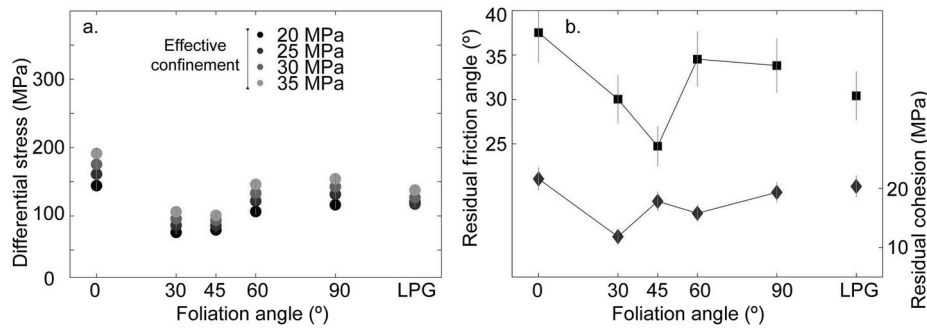 a.
Effective
confinement
20 MPa
25 MPa
30 MPa
35 MPa
Differential stress (MPa)
300
200
100
0
0 30 45 60 90 LPG
Foliation angle (º)
b.
Residual friction angle (º)
40
35
30
25
Residual cohesion (MPa)
20
10
0 30 45 60 90 LPG
Foliation angle (º)